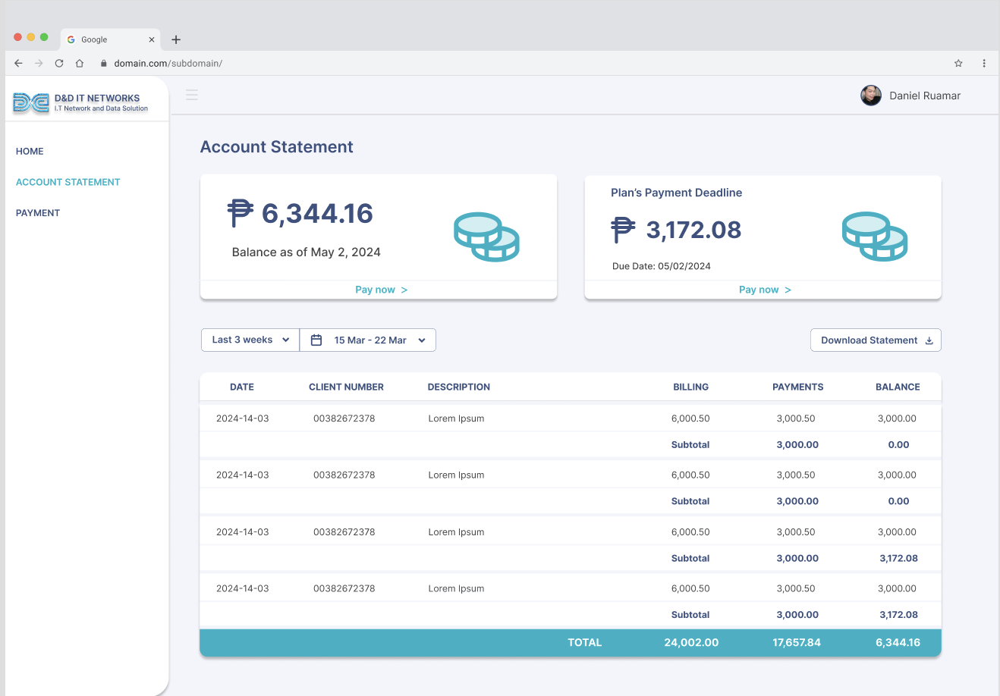 Google
domain.com/subdomain/
D&D IT NETWORKS
I.T Network and Data Solution
Daniel Ruamar
HOME
ACCOUNT STATEMENT
PAYMENT
Account Statement
₱ 6,344.16
Balance as of May 2, 2024
Pay now >
Plan's Payment Deadline
₱ 3,172.08
Due Date: 05/02/2024
Pay now >
Last 3 weeks
15 Mar - 22 Mar
Download Statement
DATE CLIENT NUMBER DESCRIPTION BILLING PAYMENTS BALANCE
2024-14-03 00382672378 Lorem Ipsum 6,000.50 3,000.50 3,000.00
Subtotal 3,000.00 0.00
2024-14-03 00382672378 Lorem Ipsum 6,000.50 3,000.50 3,000.00
Subtotal 3,000.00 0.00
2024-14-03 00382672378 Lorem Ipsum 6,000.50 3,000.50 3,000.00
Subtotal 3,000.00 3,172.08
2024-14-03 00382672378 Lorem Ipsum 6,000.50 3,000.50 3,000.00
Subtotal 3,000.00 3,172.08
TOTAL 24,002.00 17,657.84 6,344.16